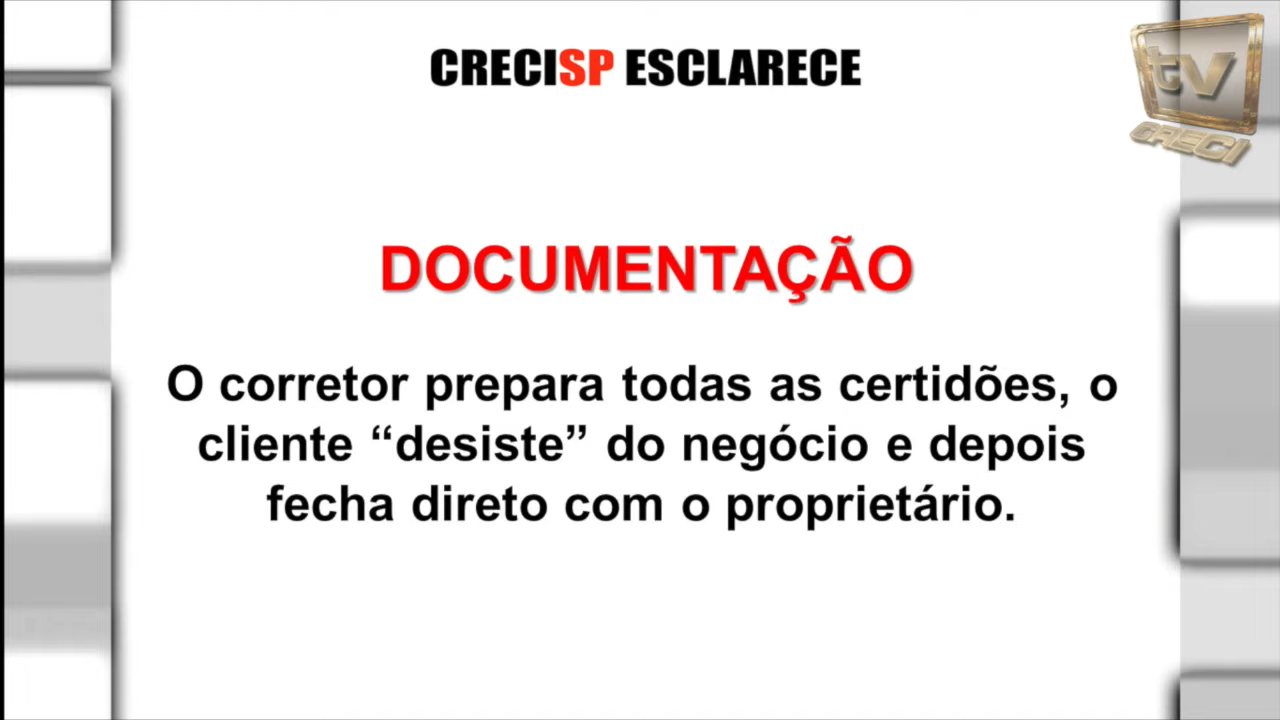 CRECISP ESCLARECE
tv
CRECI
DOCUMENTAÇÃO
O corretor prepara todas as certidões, o
cliente “desiste” do negócio e depois
fecha direto com o proprietário.